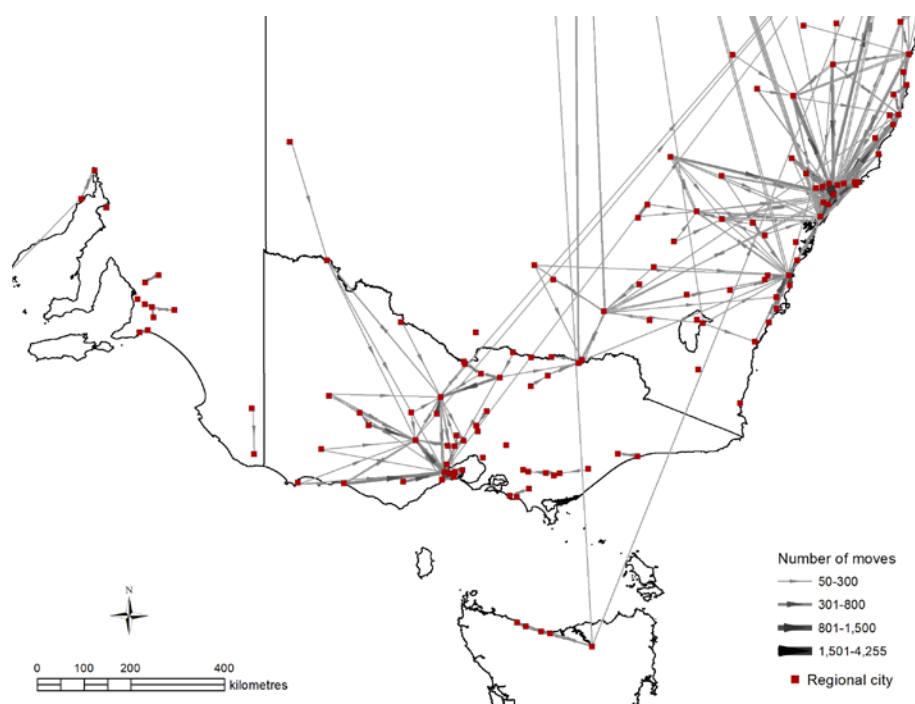 N
0 100 200 400
kilometres
Number of moves
50-300
301-800
801-1,500
1,501-4,255
Regional city